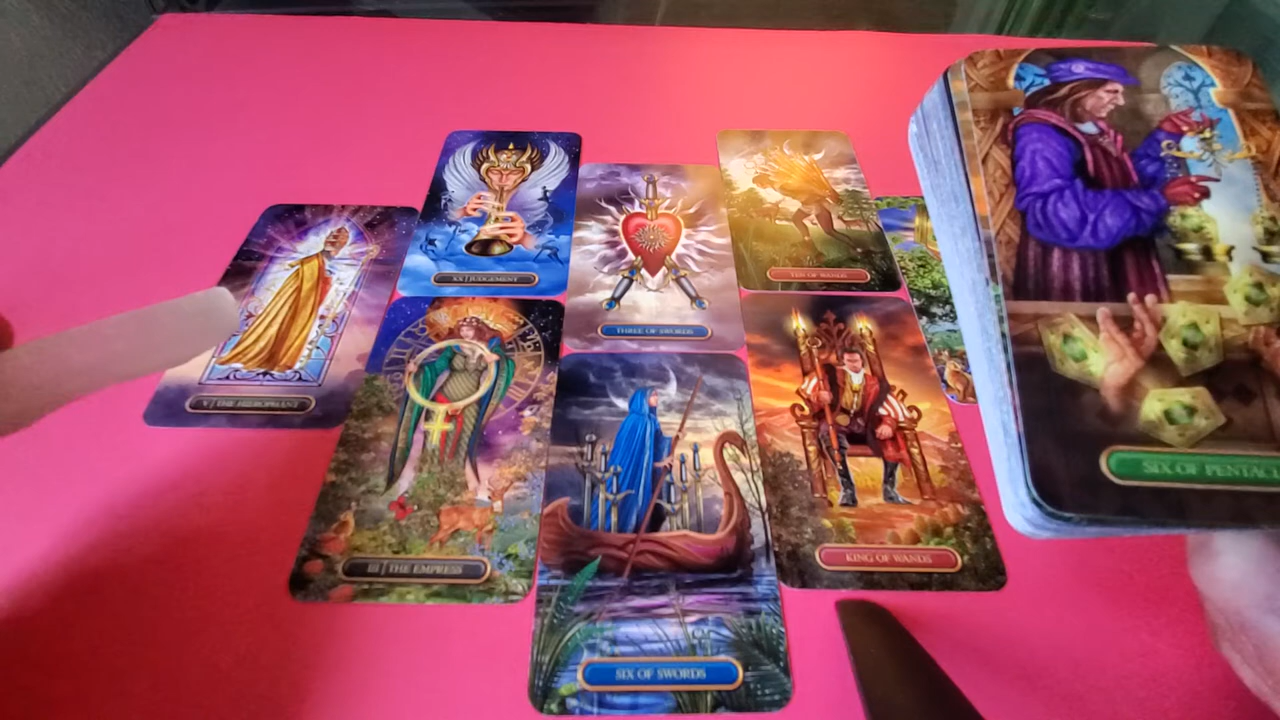 XX | JUDGEMENT
THREE OF SWORDS
TEN OF WANDS
V | THE HIEROPHANT
III | THE EMPRESS
SIX OF SWORDS
KING OF WANDS
SIX OF PENTAC